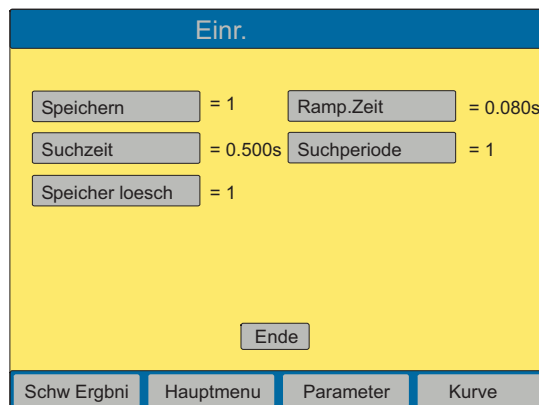 Einr.
Speichern = 1 Ramp.Zeit = 0.080s
Suchzeit = 0.500s Suchperiode = 1
Speicher loesch = 1
Ende
Schw Ergbni Hauptmenu Parameter Kurve